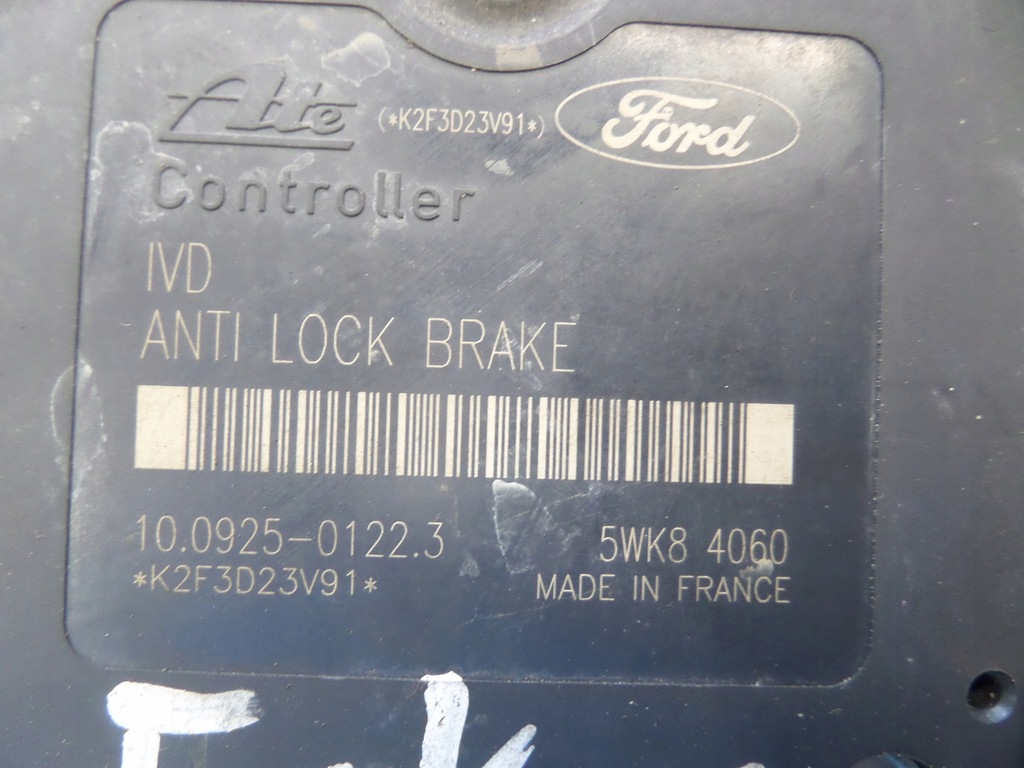 Ate (*K2F3D23V91*) Ford
Controller
IVD
ANTI LOCK BRAKE
10.0925-0122.3 5WK8 4060
*K2F3D23V91* MADE IN FRANCE